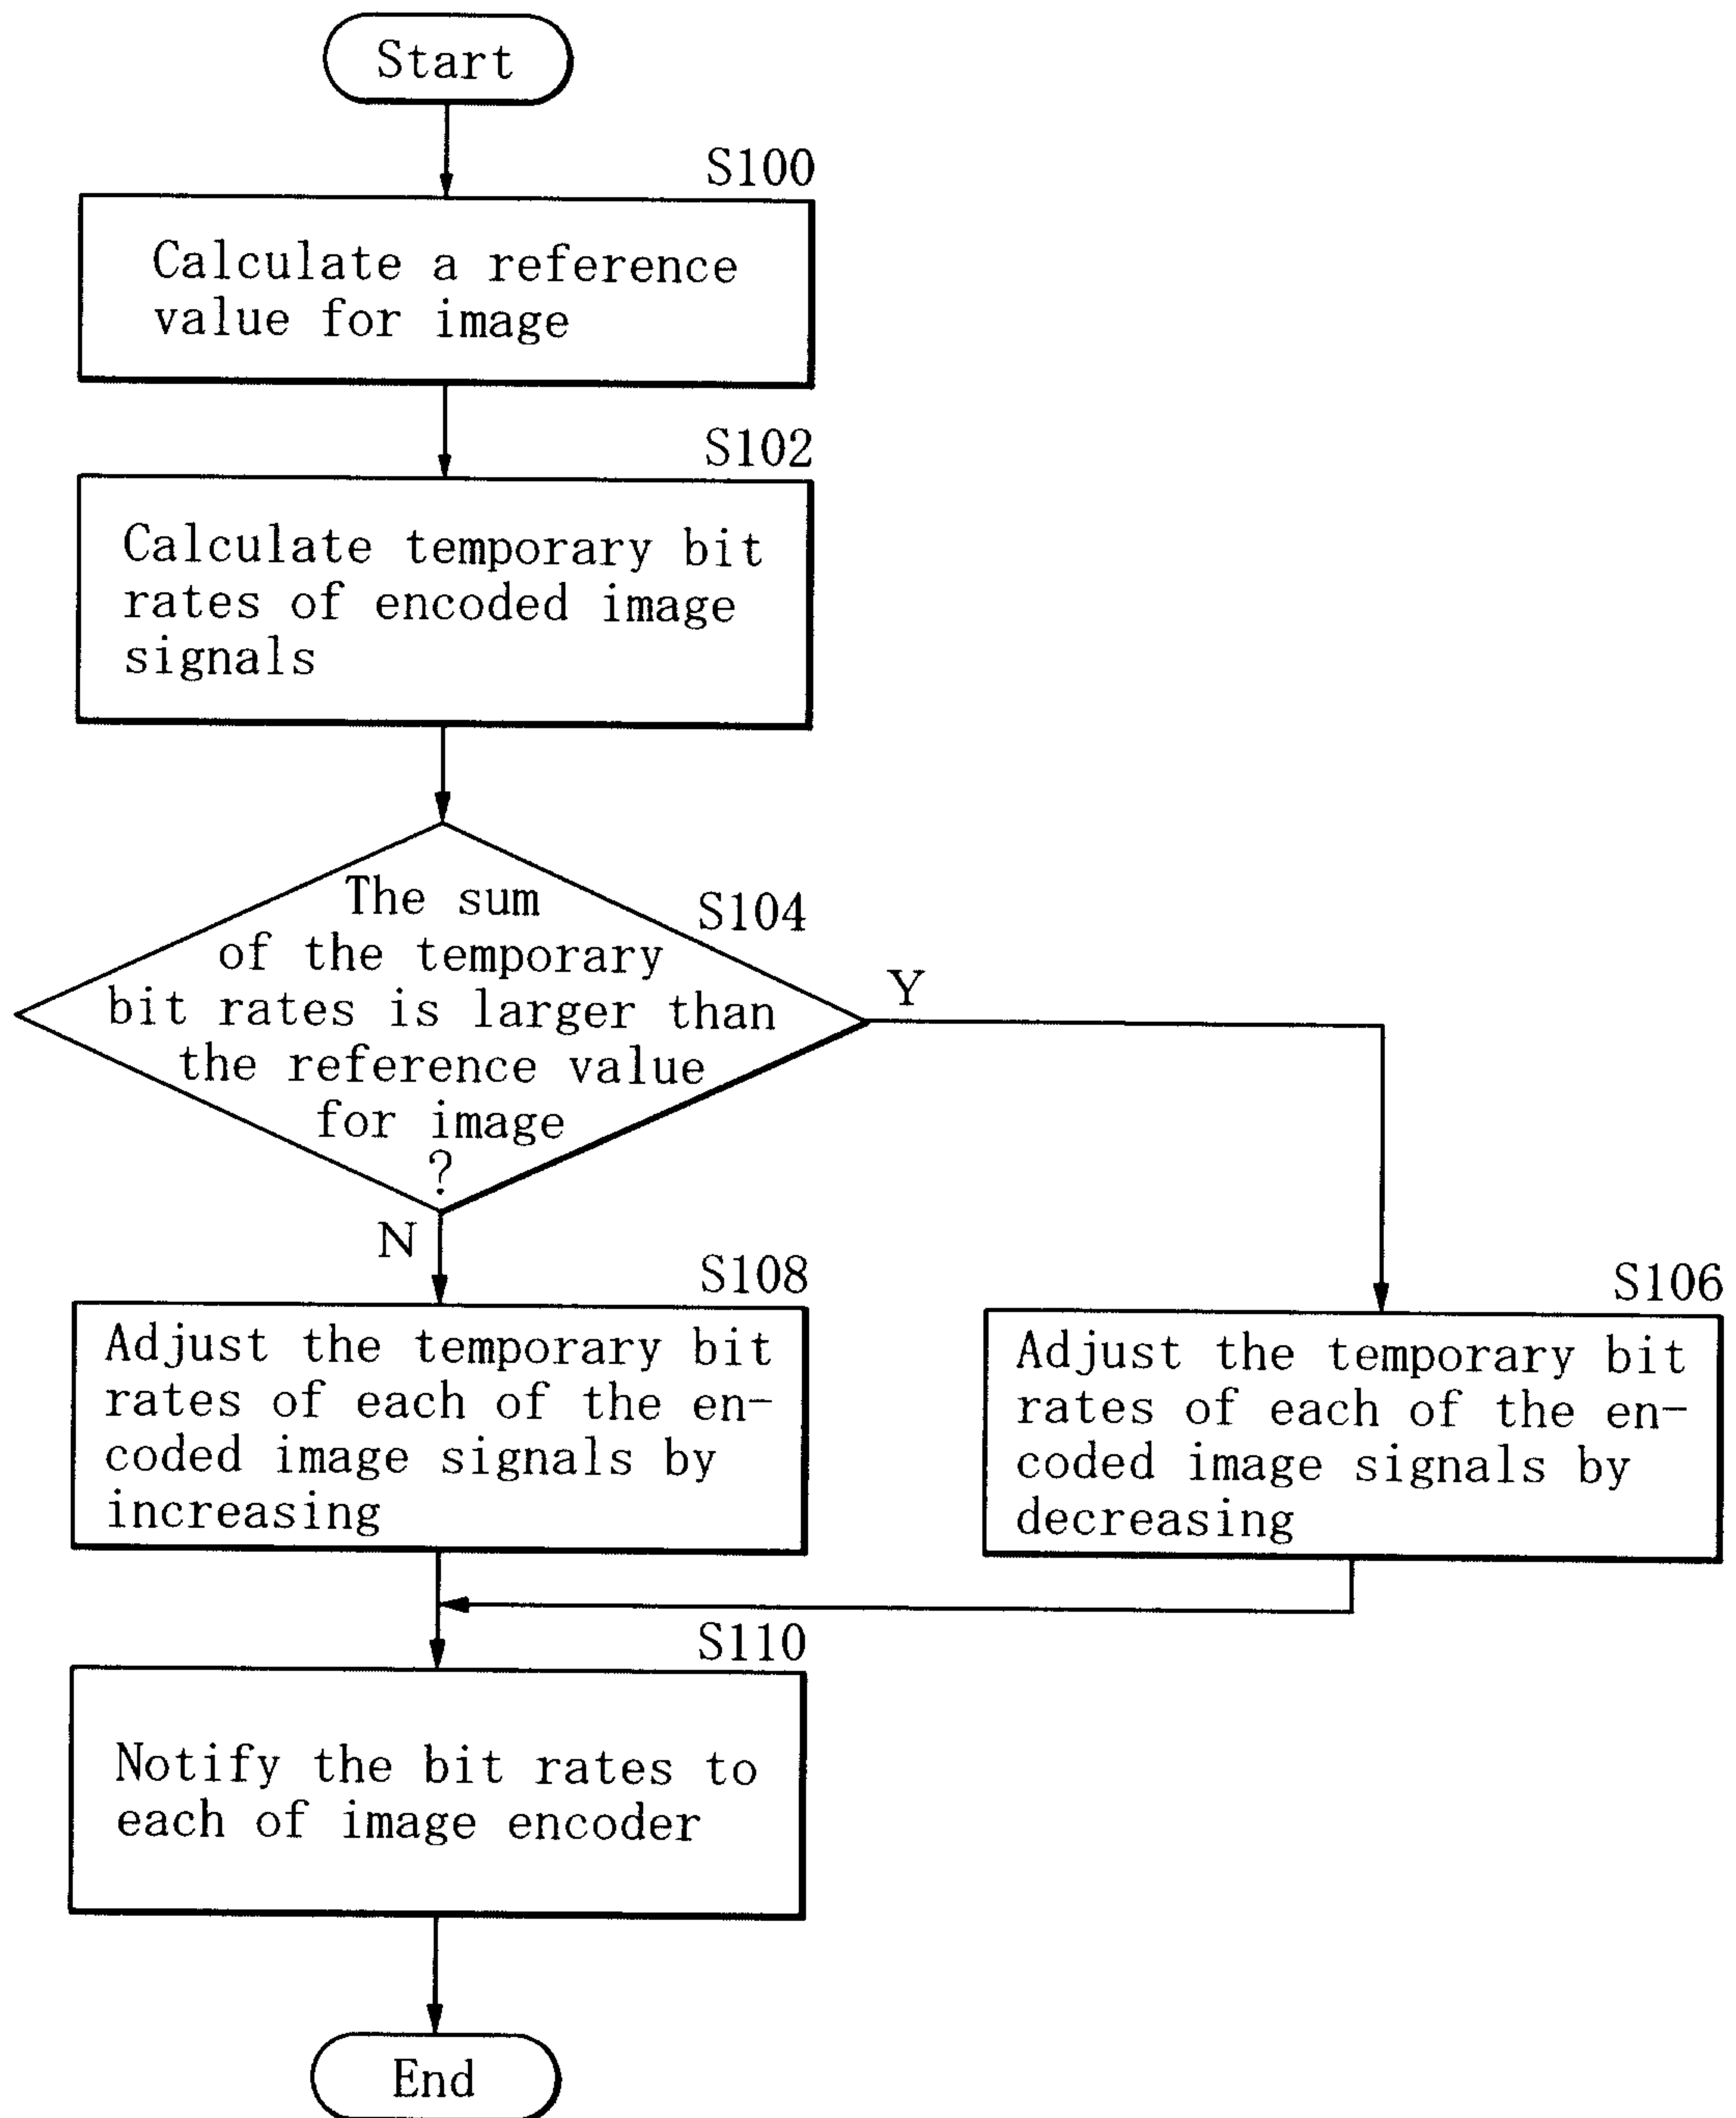 Start
S100
Calculate a reference
value for image
S102
Calculate temporary bit
rates of encoded image
signals
The sum
S104
of the temporary
bit rates is larger than
the reference value
for image
?
Y
N
S108
Adjust the temporary bit
rates of each of the en-
coded image signals by
increasing
S106
Adjust the temporary bit
rates of each of the en-
coded image signals by
decreasing
S110
Notify the bit rates to
each of image encoder
End